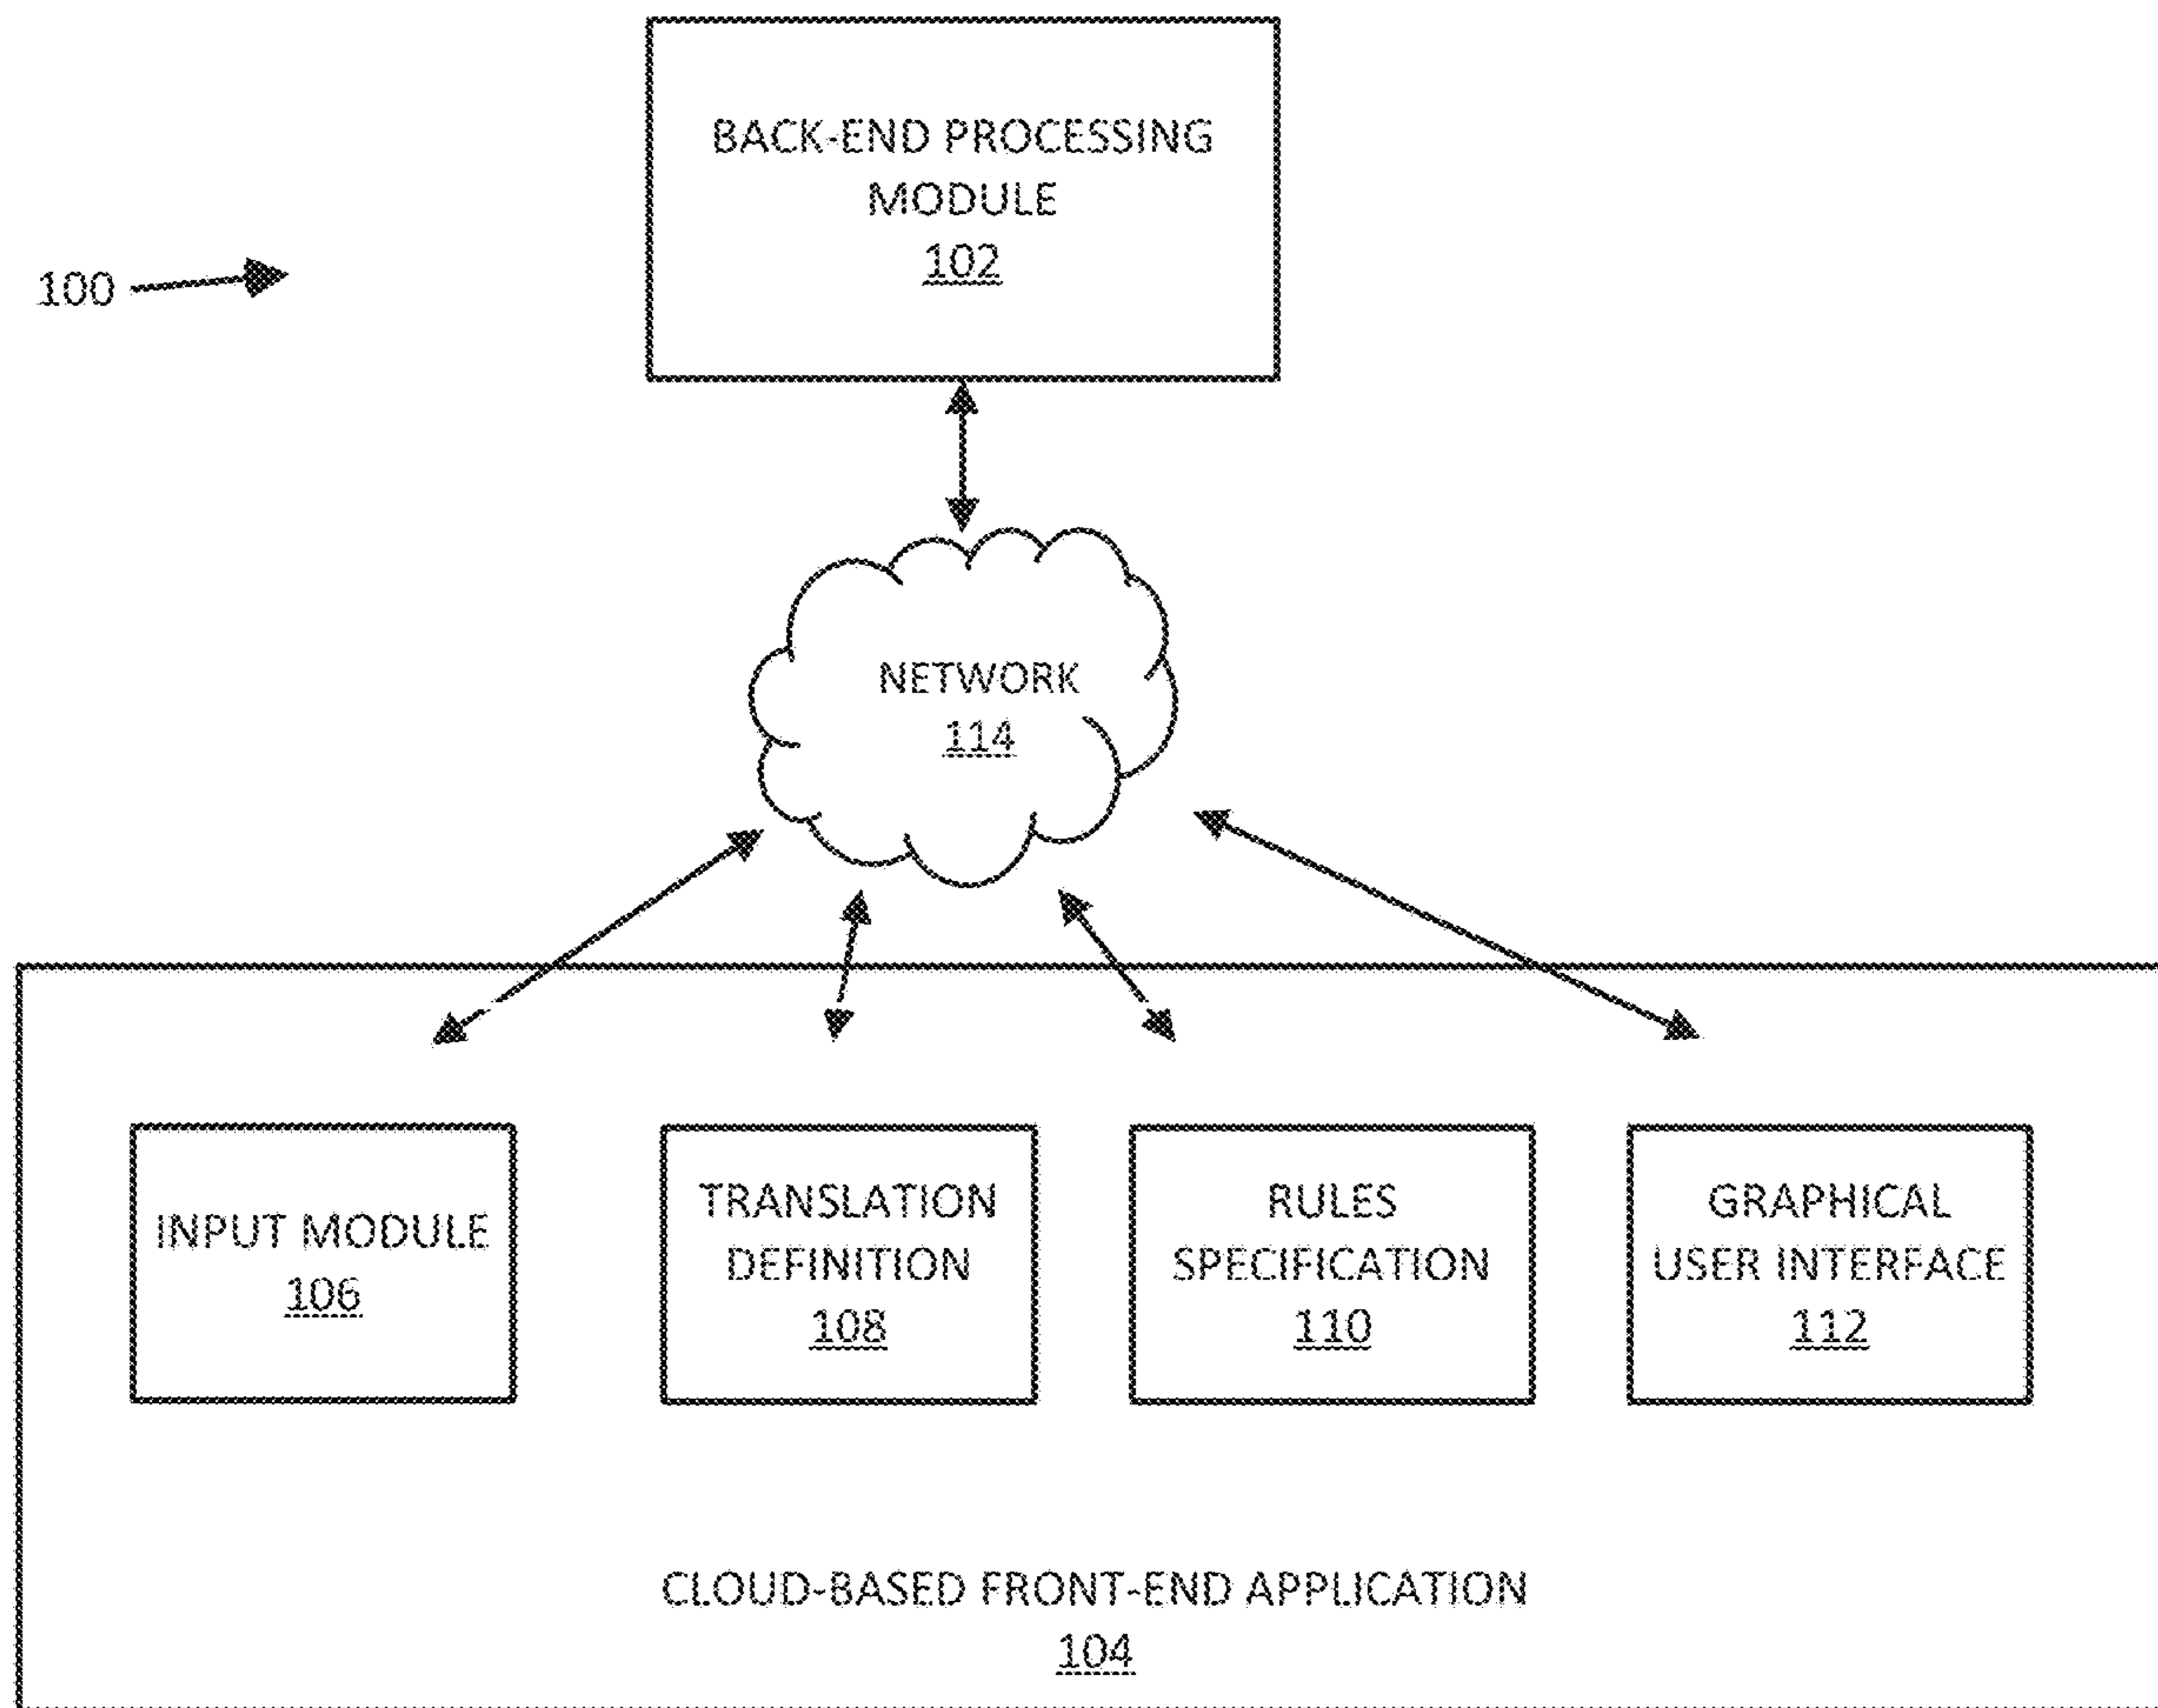 BACK-END PROCESSING
MODULE
102
100
NETWORK
114
INPUT MODULE
106
TRANSLATION
DEFINITION
108
RULES
SPECIFICATION
110
GRAPHICAL
USER INTERFACE
112
CLOUD-BASED FRONT-END APPLICATION
104